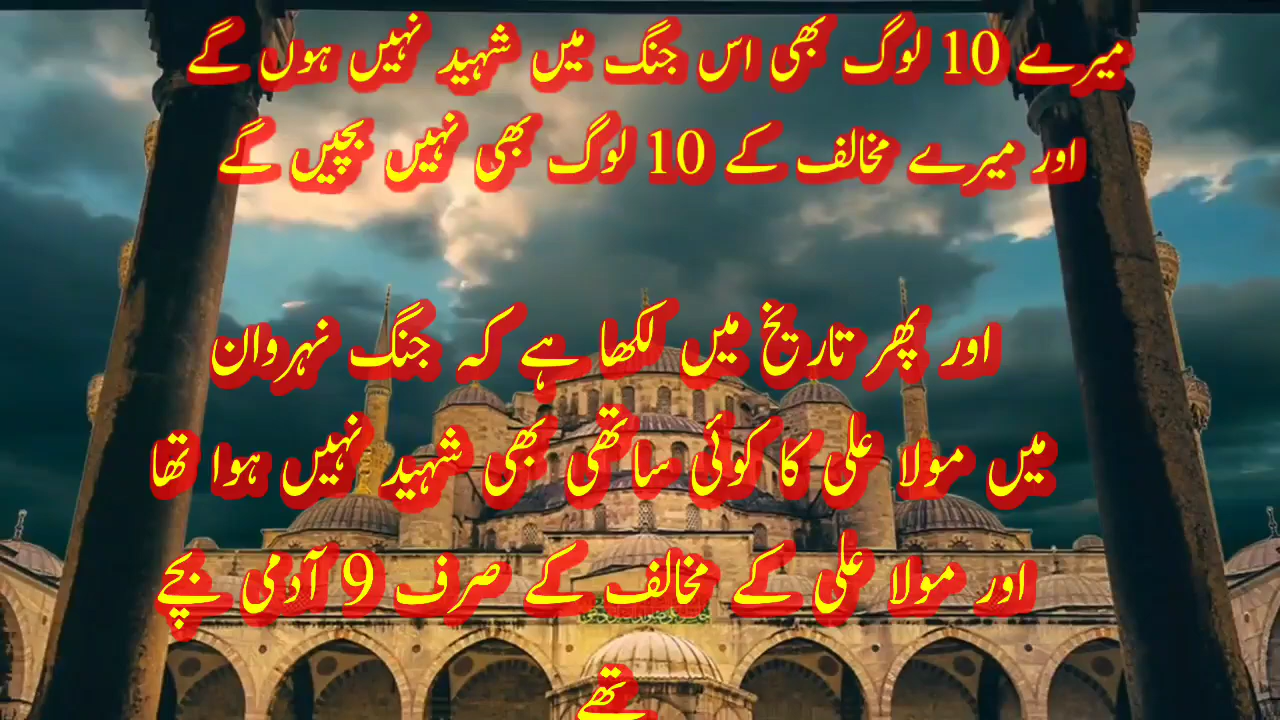 میرے 10 لوگ بھی اس جنگ میں شہید نہیں ہوں گے
اور میرے مخالف کے 10 لوگ بھی نہیں بچیں گے
اور پھر تاریخ میں لکھا ہے کہ جنگ نہروان
میں مولا علی کا کوئی ساتھی بھی شہید نہیں ہوا تھا
اور مولا علی کے مخالف کے صرف 9 آدمی بچے
تھے